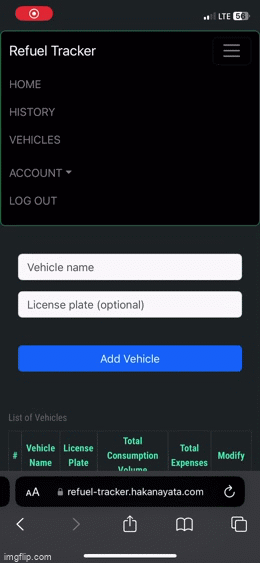 LTE 56
Refuel Tracker
HOME
HISTORY
VEHICLES
ACCOUNT
LOG OUT
Vehicle name
License plate (optional)
Add Vehicle
List of Vehicles
# Vehicle Name License Plate Total Consumption Volume Total Expenses Modify
AA refuel-tracker.hakanayata.com
imgflip.com